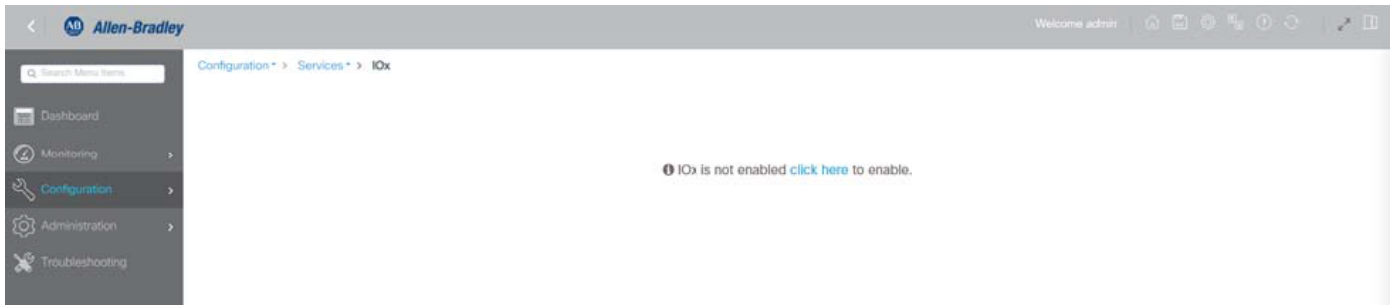 AB Allen-Bradley
Welcome admin
Search Menu Items
Configuration > Services > IOx
Dashboard
Monitoring
IOx is not enabled click here to enable.
Configuration
Administration
Troubleshooting